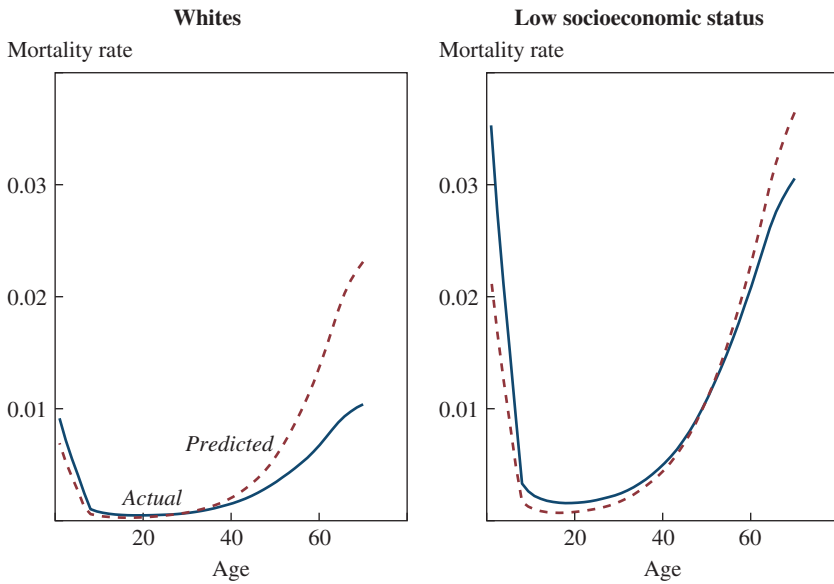 Whites
Mortality rate
0.03
0.02
0.01
Predicted
Actual
20 40 60
Age
Low socioeconomic status
Mortality rate
0.03
0.02
0.01
20 40 60
Age